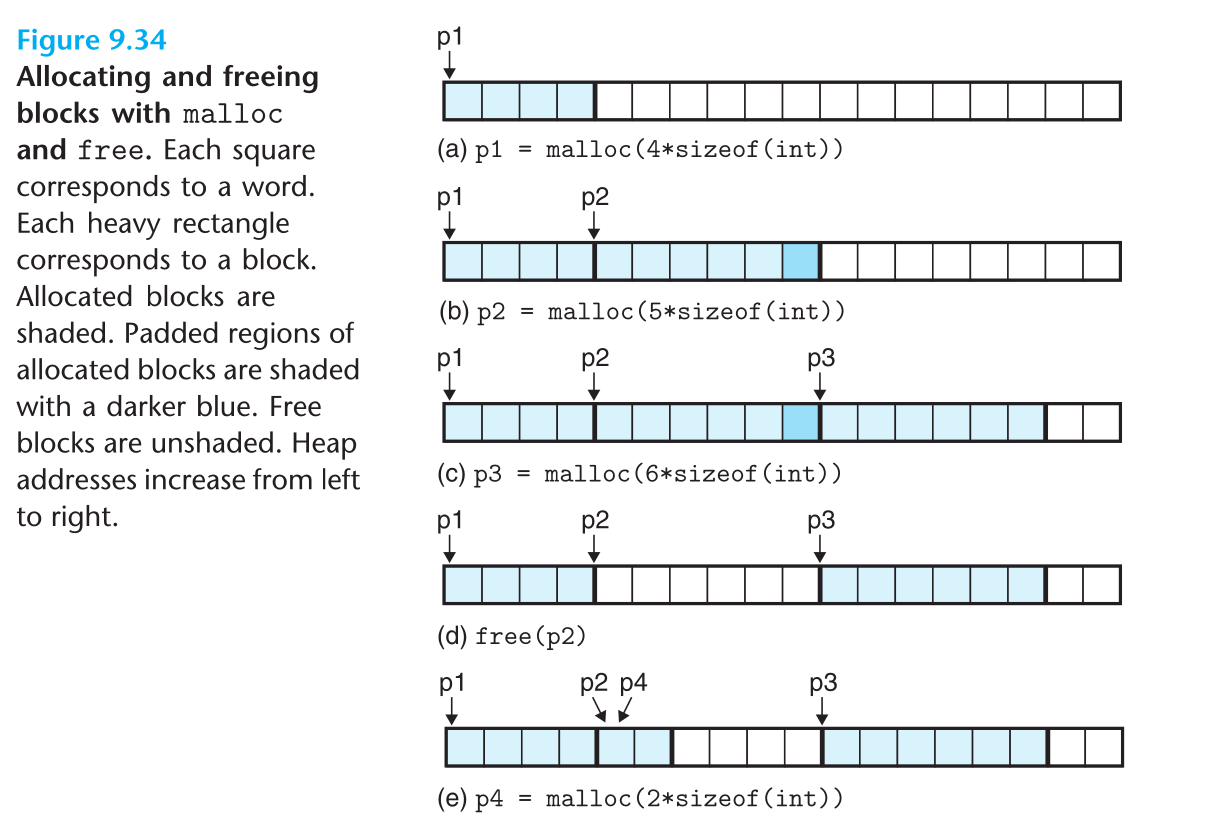 Figure 9.34
Allocating and freeing
blocks with malloc
and free. Each square
corresponds to a word.
Each heavy rectangle
corresponds to a block.
Allocated blocks are
shaded. Padded regions of
allocated blocks are shaded
with a darker blue. Free
blocks are unshaded. Heap
addresses increase from left
to right.
p1
(a) p1 = malloc(4*sizeof(int))
p1 p2
(b) p2 = malloc(5*sizeof(int))
p1 p2 p3
(c) p3 = malloc(6*sizeof(int))
p1 p2 p3
(d) free(p2)
p1 p2 p4 p3
(e) p4 = malloc(2*sizeof(int))